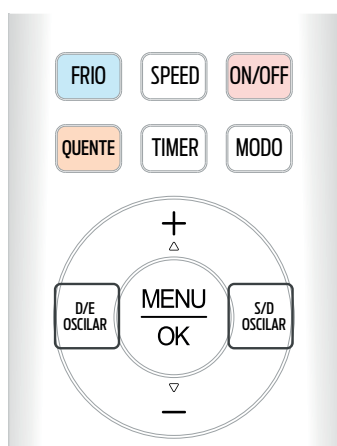 FRIO
SPEED
ON/OFF
QUENTE
TIMER
MODO
+
D/E
OSCILAR
MENU
OK
S/D
OSCILAR
−